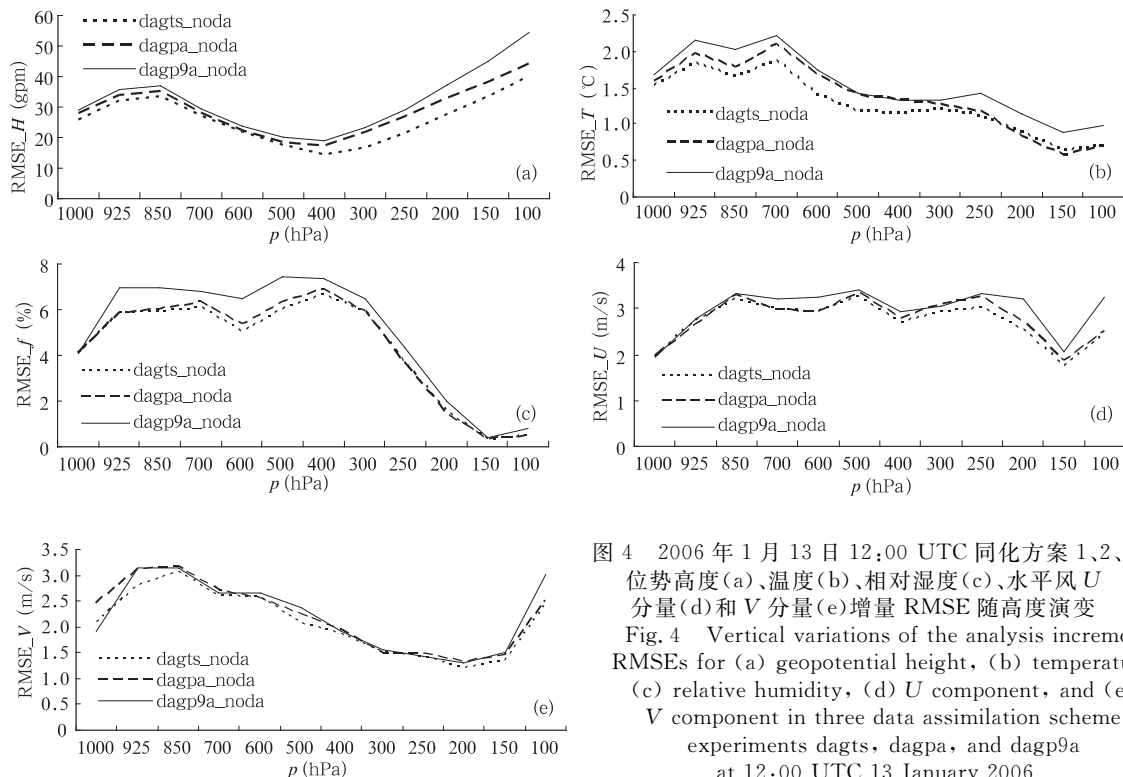 60
50
40
30
20
10
0
RMSE_H (gpm)
dagts_noda
dagpa_noda
dagp9a_noda
(a)
1000 925 850 700 600 500 400 300 250 200 150 100
p (hPa)
2.5
2.0
1.5
1.0
0.5
0
RMSE_T (℃)
dagts_noda
dagpa_noda
dagp9a_noda
(b)
1000 925 850 700 600 500 400 300 250 200 150 100
p (hPa)
8
6
4
2
0
RMSE_f (%)
dagts_noda
dagpa_noda
dagp9a_noda
(c)
1000 925 850 700 600 500 400 300 250 200 150 100
p (hPa)
4
3
2
1
0
RMSE_U (m/s)
dagts_noda
dagpa_noda
dagp9a_noda
(d)
1000 925 850 700 600 500 400 300 250 200 150 100
p (hPa)
3.5
3.0
2.5
2.0
1.5
1.0
0.5
0
RMSE_V (m/s)
dagts_noda
dagpa_noda
dagp9a_noda
(e)
1000 925 850 700 600 500 400 300 250 200 150 100
p (hPa)
图 4 2006 年 1 月 13 日 12:00 UTC 同化方案 1、2、
位势高度(a)、温度(b)、相对湿度(c)、水平风 U
分量(d)和 V 分量(e)增量 RMSE 随高度演变
Fig. 4 Vertical variations of the analysis increme
RMSEs for (a) geopotential height, (b) temperatu
(c) relative humidity, (d) U component, and (e
V component in three data assimilation scheme
experiments dagts, dagpa, and dagp9a
at 12:00 UTC 13 January 2006